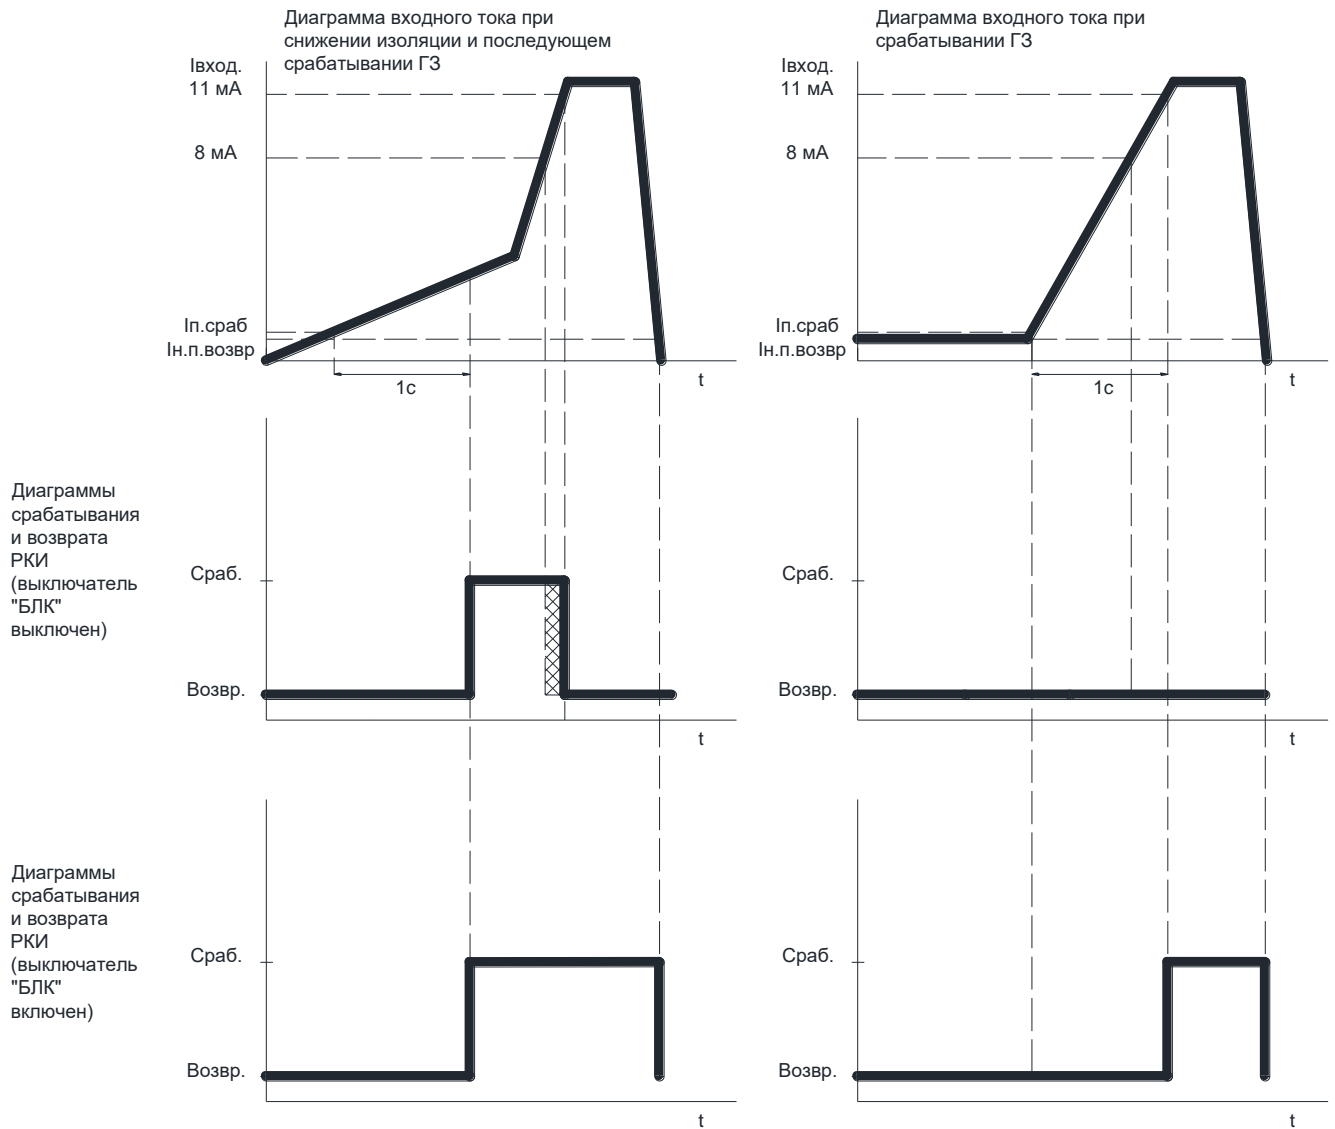 Диаграмма входного тока при
снижении изоляции и последующем
срабатывании ГЗ
Iвход.
11 мА
8 мА
Iп.сраб
Iн.п.возвр
1с
t
Диаграмма входного тока при
срабатывании ГЗ
Iвход.
11 мА
8 мА
Iп.сраб
Iн.п.возвр
1с
t
Диаграммы
срабатывания
и возврата
РКИ
(выключатель
"БЛК"
выключен)
Сраб.
Возвр.
t
Сраб.
Возвр.
t
Диаграммы
срабатывания
и возврата
РКИ
(выключатель
"БЛК"
включен)
Сраб.
Возвр.
t
Сраб.
Возвр.
t